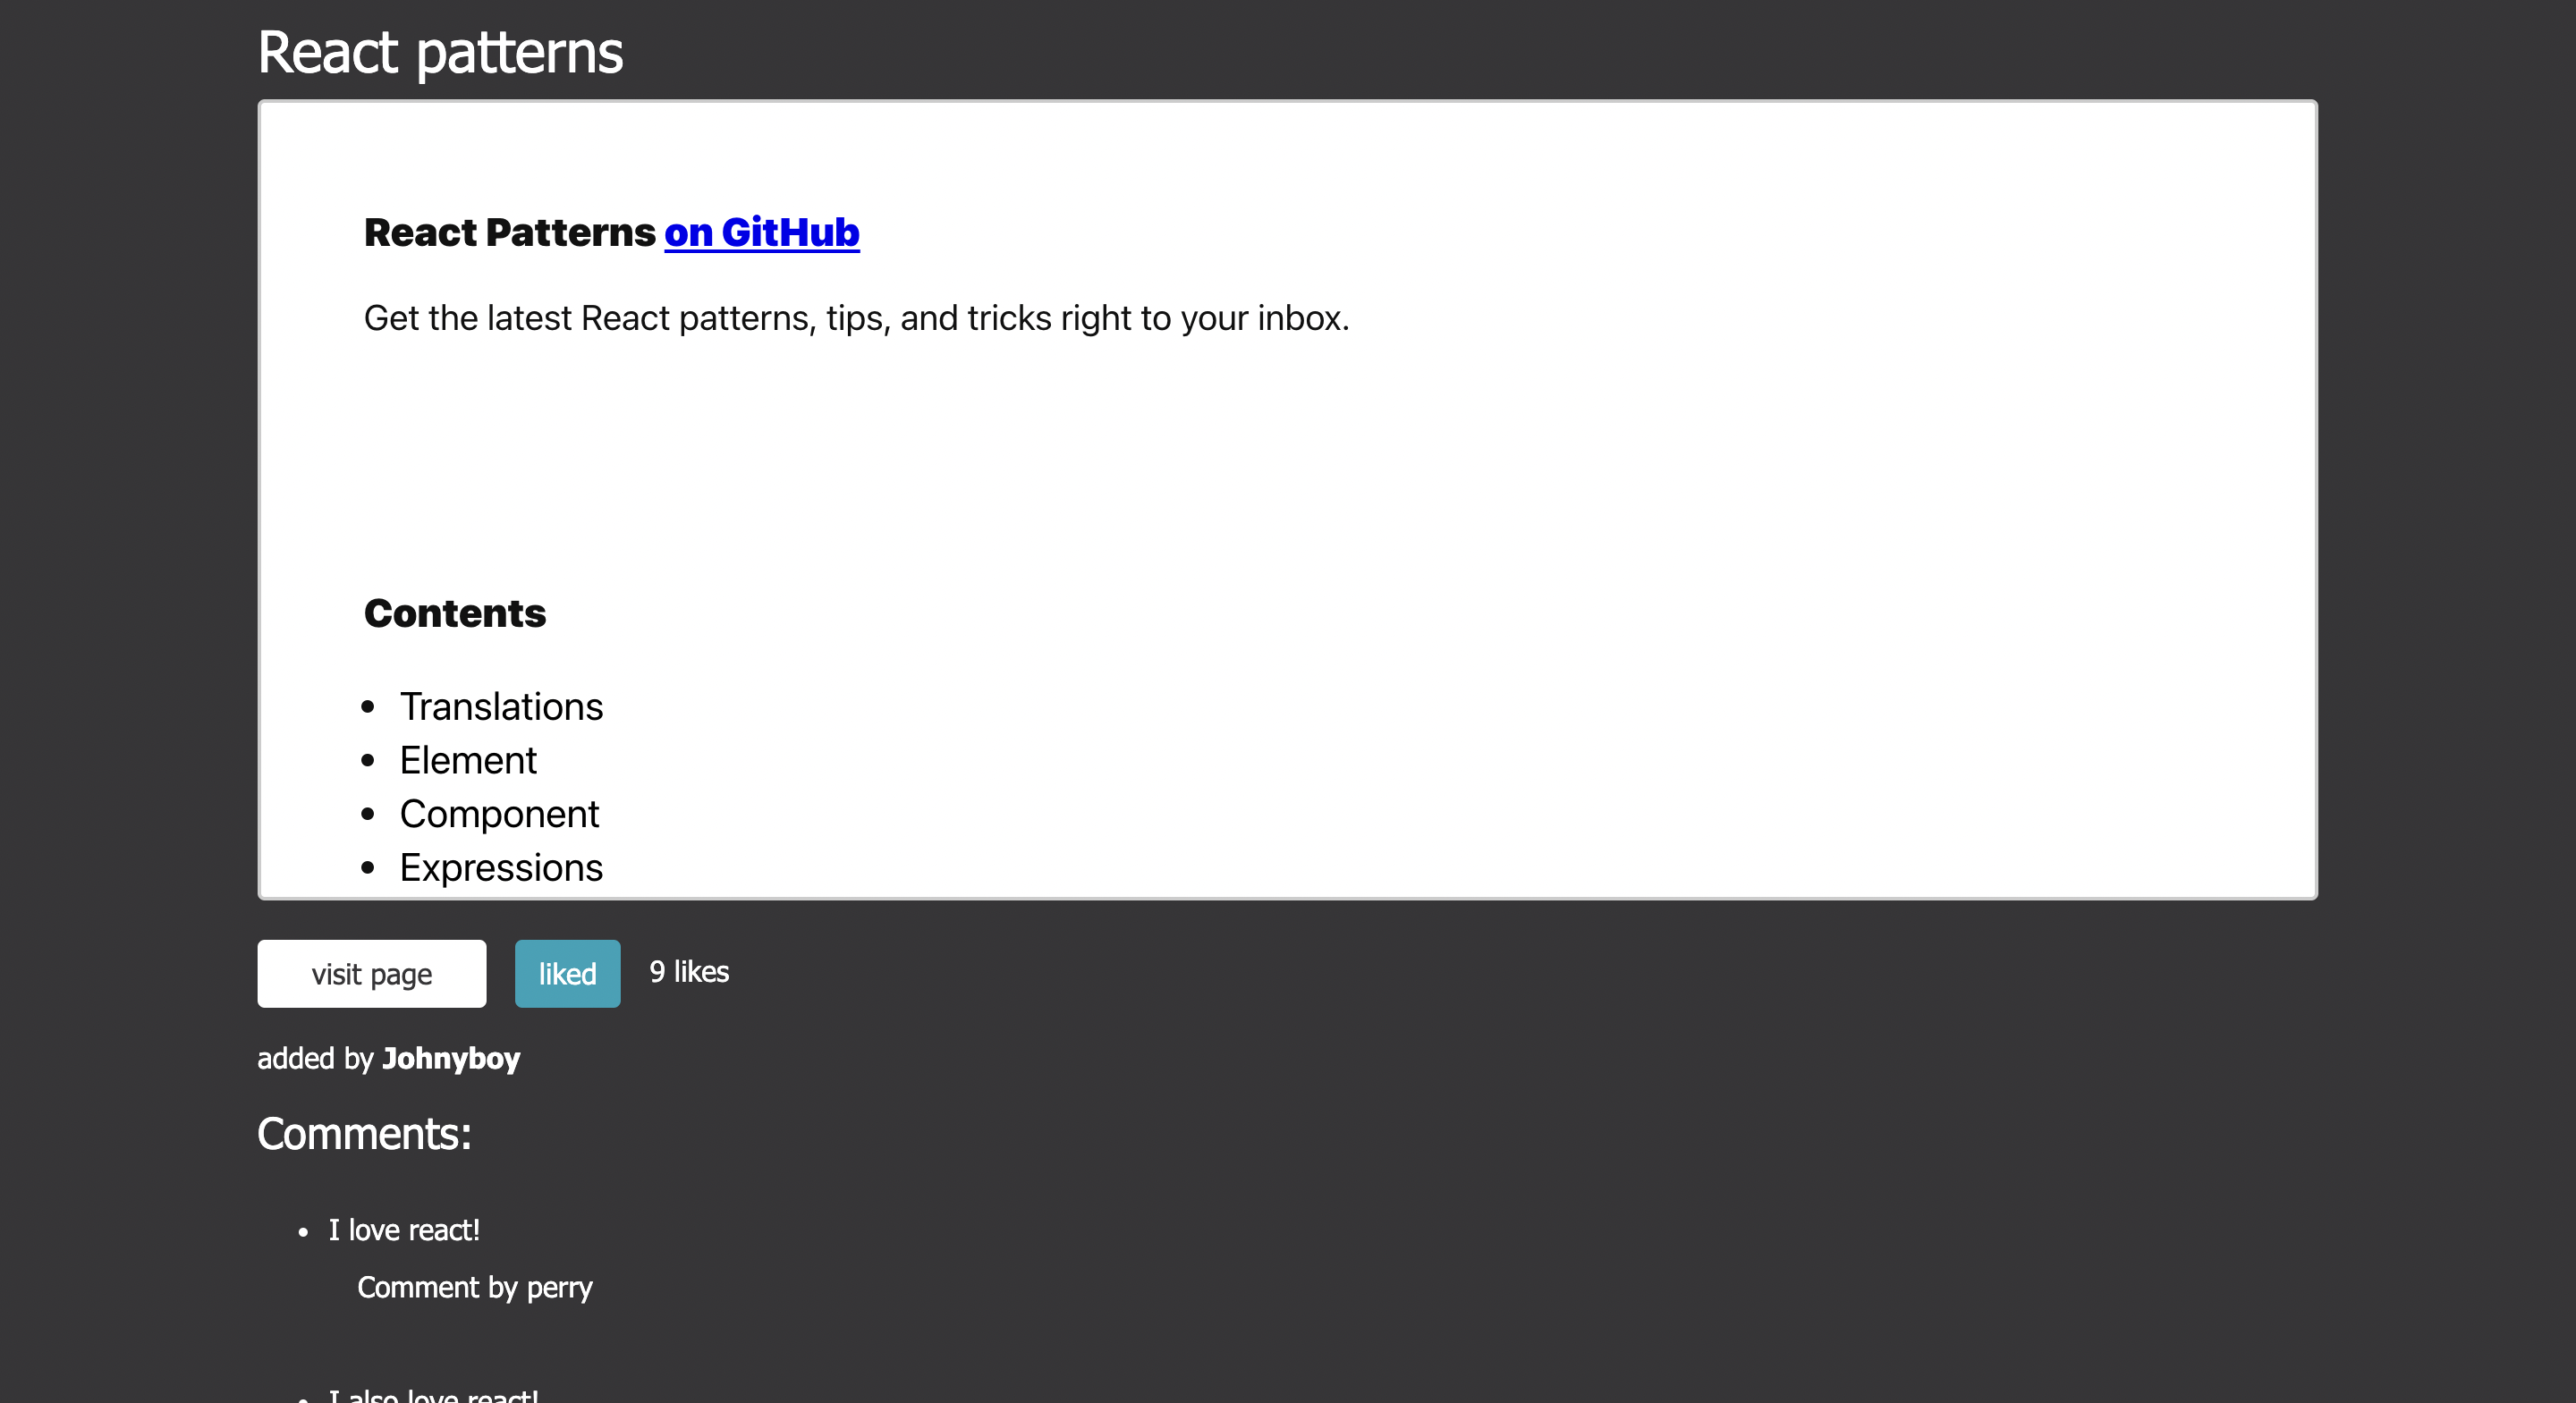 React patterns
React Patterns on GitHub
Get the latest React patterns, tips, and tricks right to your inbox.
Contents
Translations
Element
Component
Expressions
visit page liked 9 likes
added by Johnyboy
Comments:
I love react!
Comment by perry
I also love react!